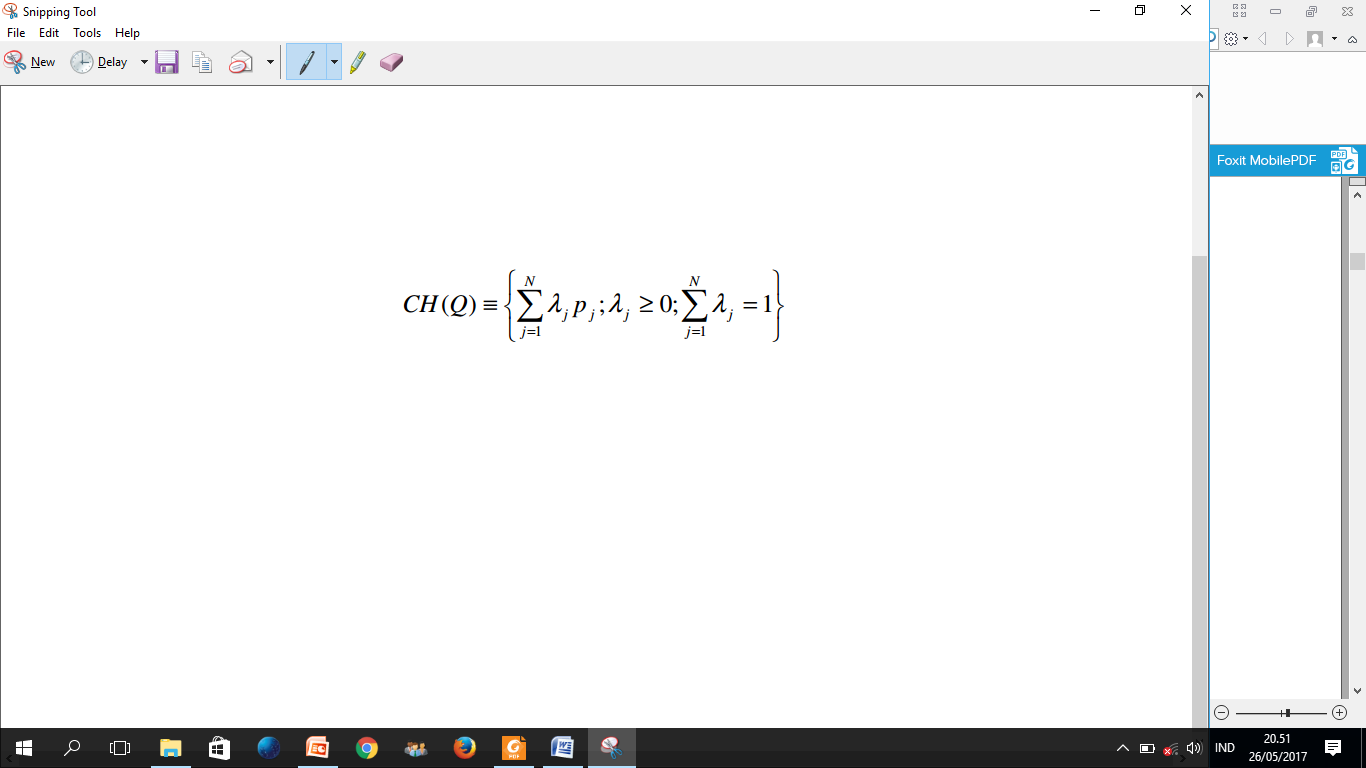 Snipping Tool
File Edit Tools Help
New Delay
Foxit MobilePDF
PDF
CH(Q) ≡ { ∑_{j=1}^{N} λ_j p_j ; λ_j ≥ 0; ∑_{j=1}^{N} λ_j = 1 }
IND
20.51
26/05/2017